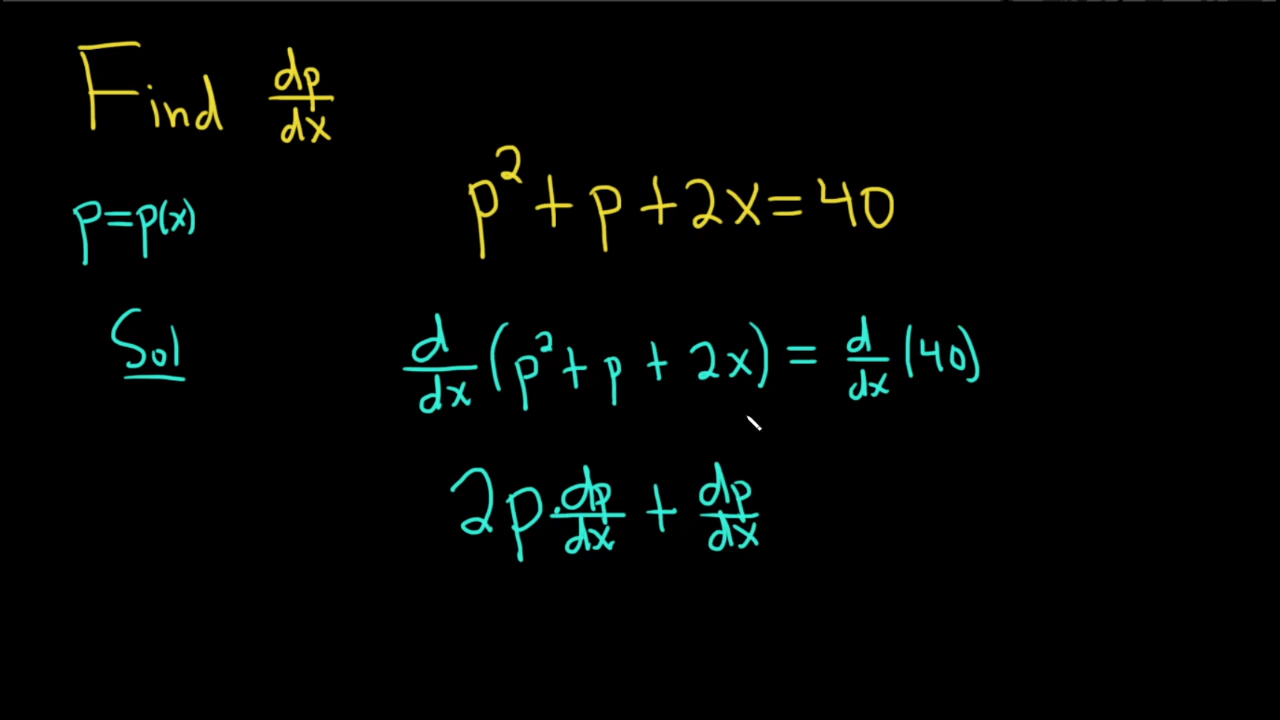 Find dp/dx
p² + p + 2x = 40
p = p(x)
Sol
d/dx (p² + p + 2x) = d/dx (40)
2p · dp/dx + dp/dx